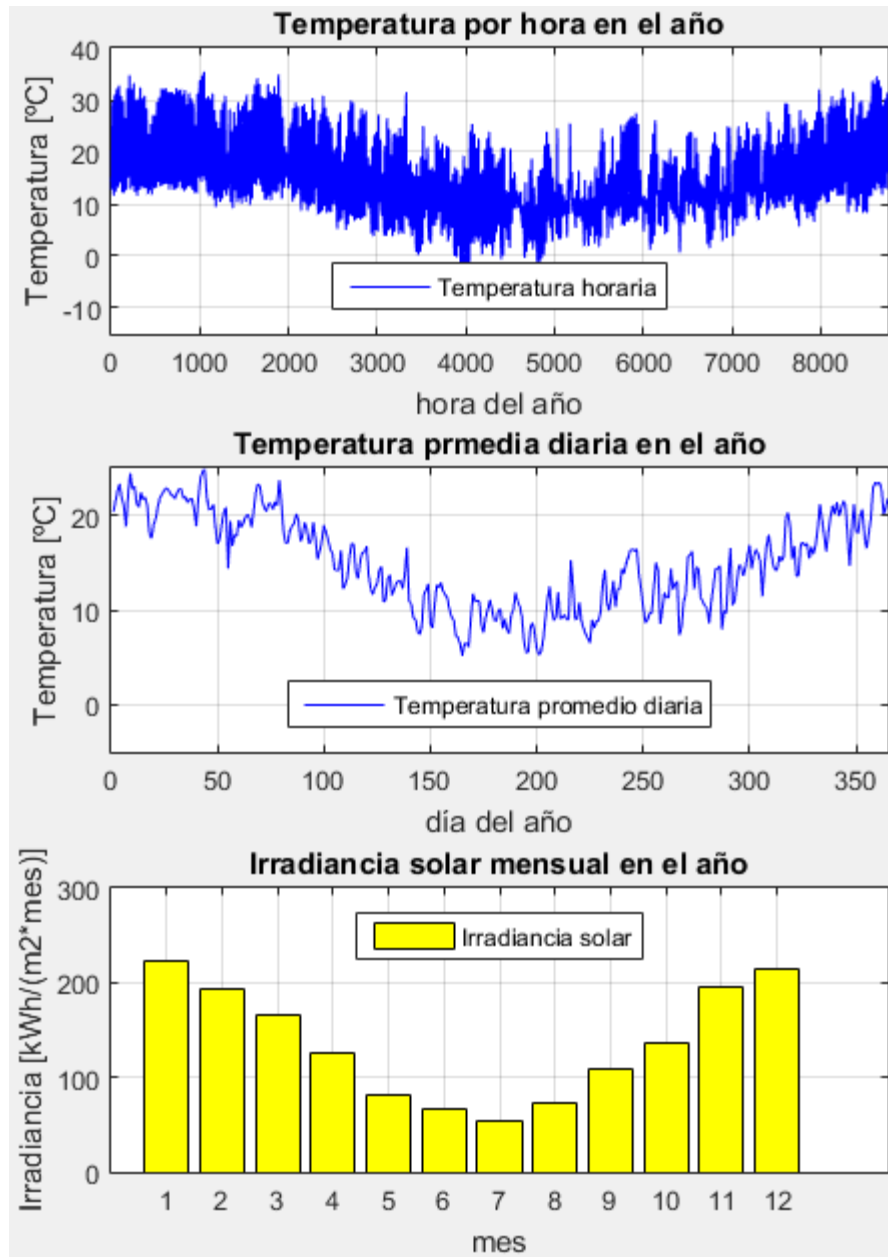 Temperatura por hora en el año
Temperatura [ºC]
40
30
20
10
0
-10
Temperatura horaria
0 1000 2000 3000 4000 5000 6000 7000 8000
hora del año
Temperatura prmedia diaria en el año
Temperatura [ºC]
20
10
0
Temperatura promedio diaria
0 50 100 150 200 250 300 350
día del año
Irradiancia solar mensual en el año
Irradiancia [kWh/(m2*mes)]
300
200
100
0
Irradiancia solar
1 2 3 4 5 6 7 8 9 10 11 12
mes